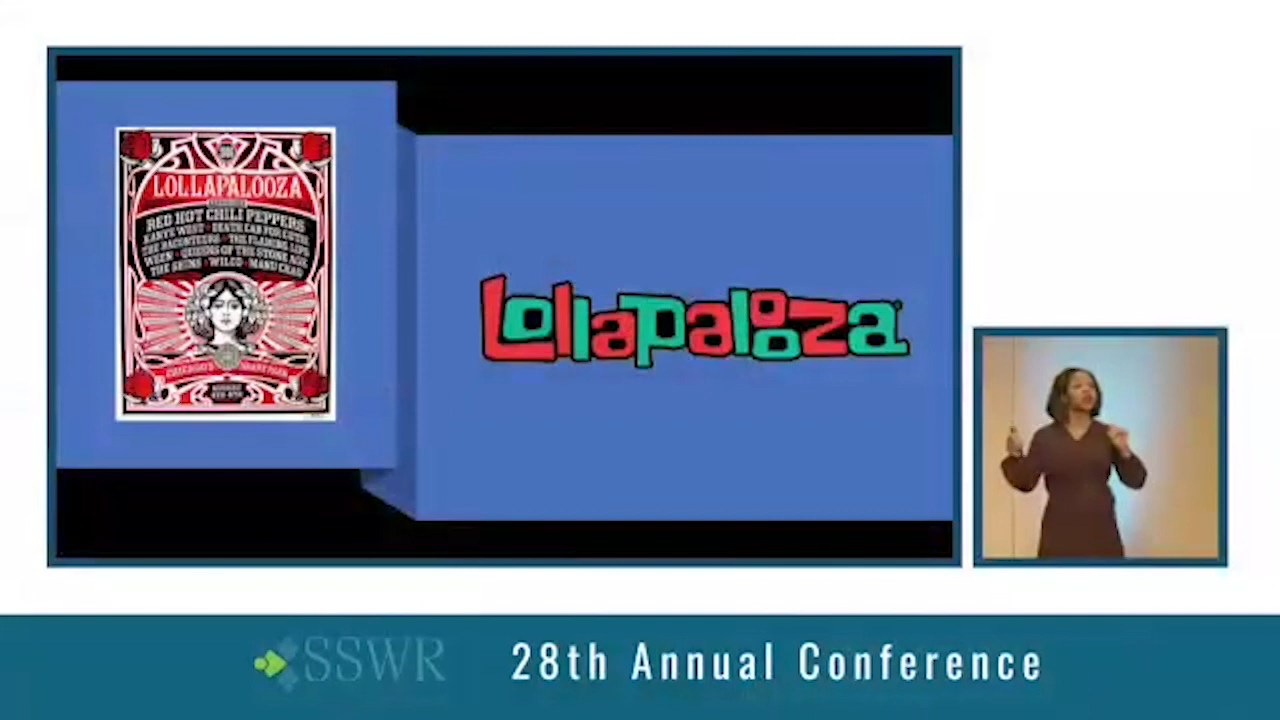 LOLLAPALOOZA
RED HOT CHILI PEPPERS
KANYE WEST • DEATH CAB FOR CUTIE
THE RACONTEURS • THE FLAMING LIPS
WEEN • QUEENS OF THE STONE AGE
THE SHINS • WILCO • MANU CHAO
Lollapalooza
SSWR
28th Annual Conference